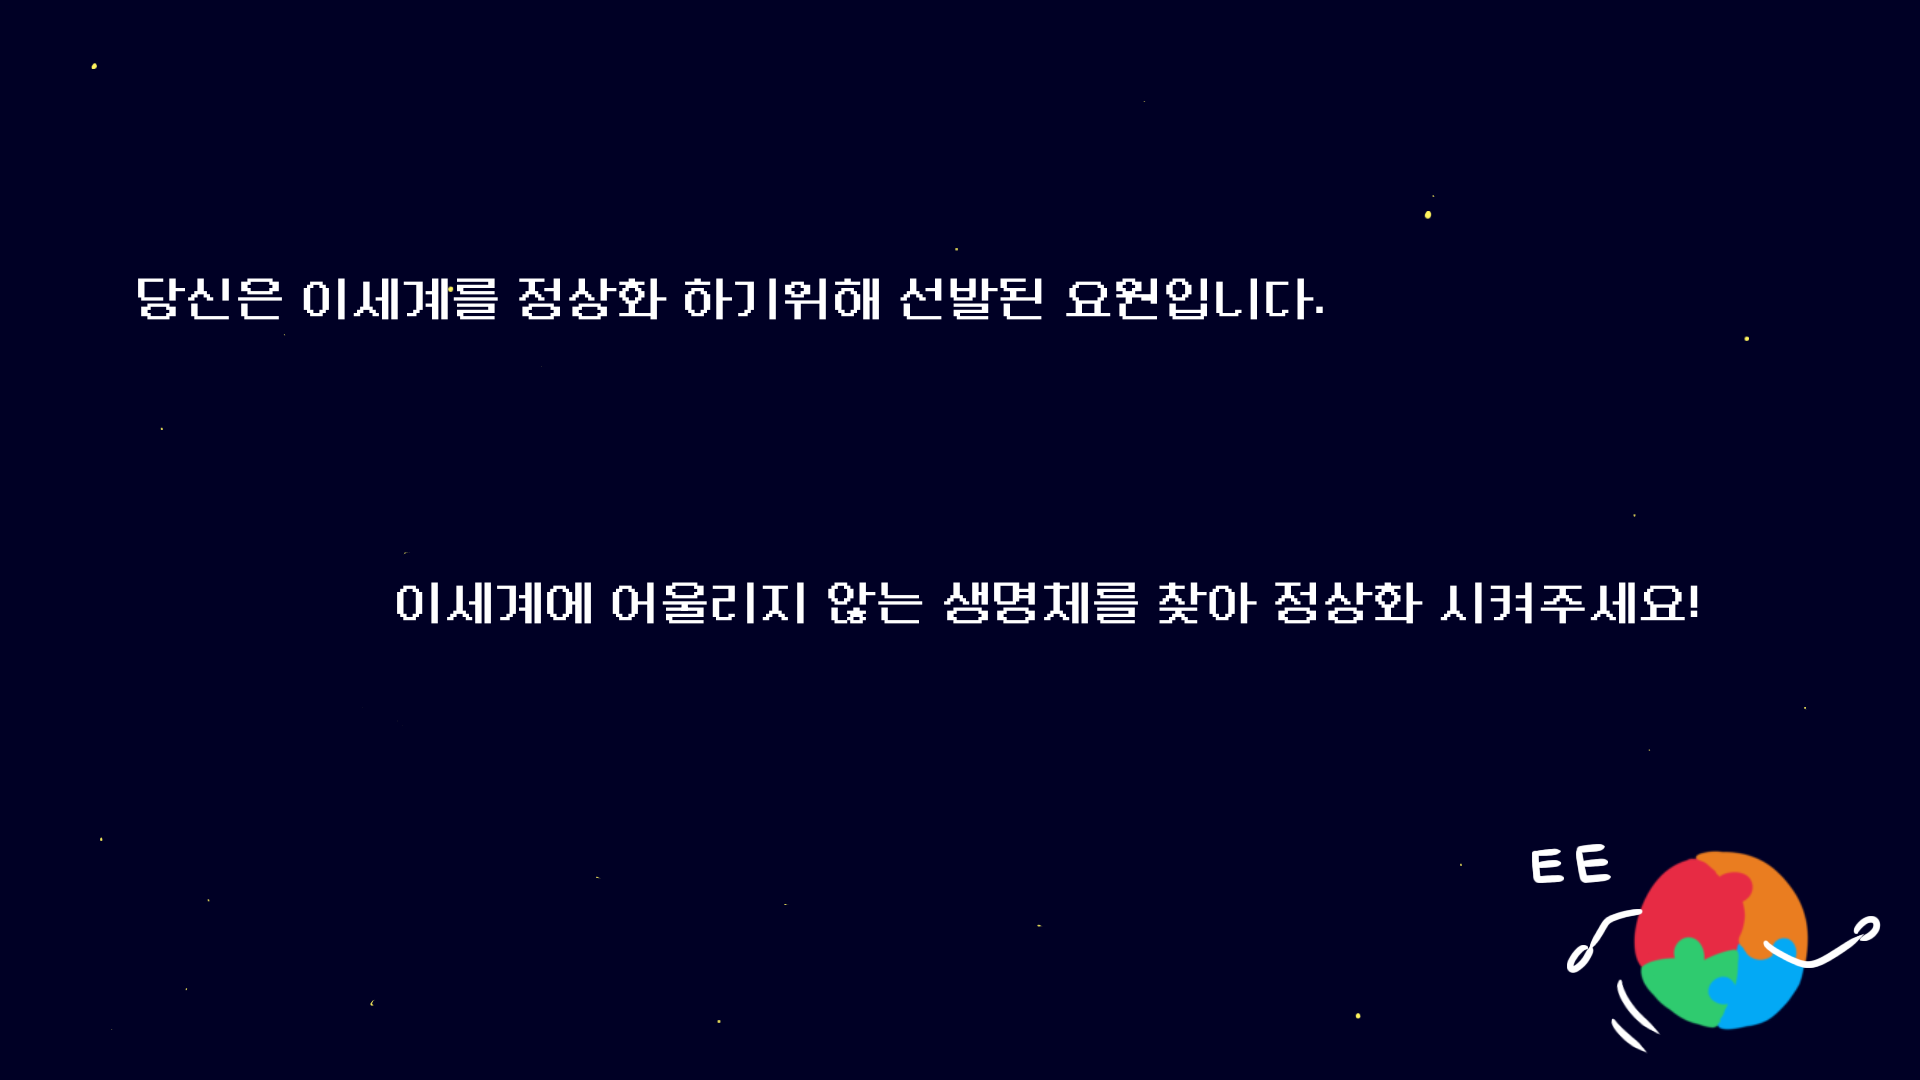 당신은 이세계를 정상화 하기위해 선발된 요원입니다.
이세계에 어울리지 않는 생명체를 찾아 정상화 시켜주세요!
ㅌㅌ